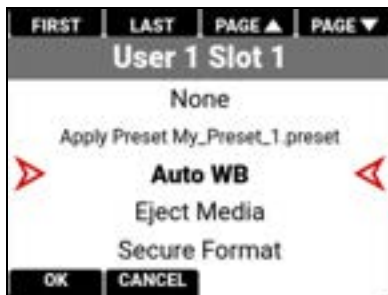 FIRST LAST PAGE▲ PAGE▼
User 1 Slot 1
None
Apply Preset My_Preset_1.preset
Auto WB
Eject Media
Secure Format
OK CANCEL